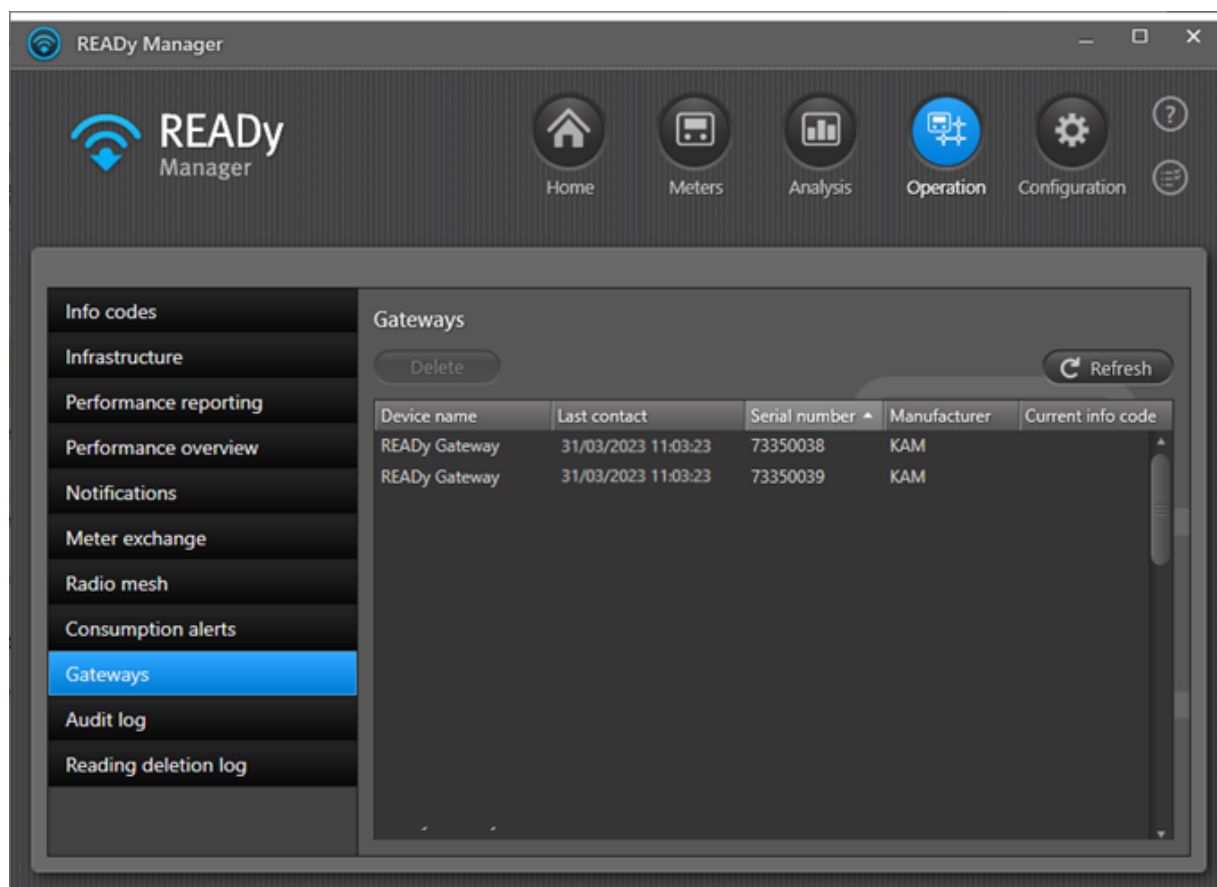 READy Manager
READy
Manager
Home Meters Analysis Operation Configuration
?
Info codes
Infrastructure
Performance reporting
Performance overview
Notifications
Meter exchange
Radio mesh
Consumption alerts
Gateways
Audit log
Reading deletion log
Gateways
Delete Refresh
Device name Last contact Serial number Manufacturer Current info code
READy Gateway 31/03/2023 11:03:23 73350038 KAM
READy Gateway 31/03/2023 11:03:23 73350039 KAM